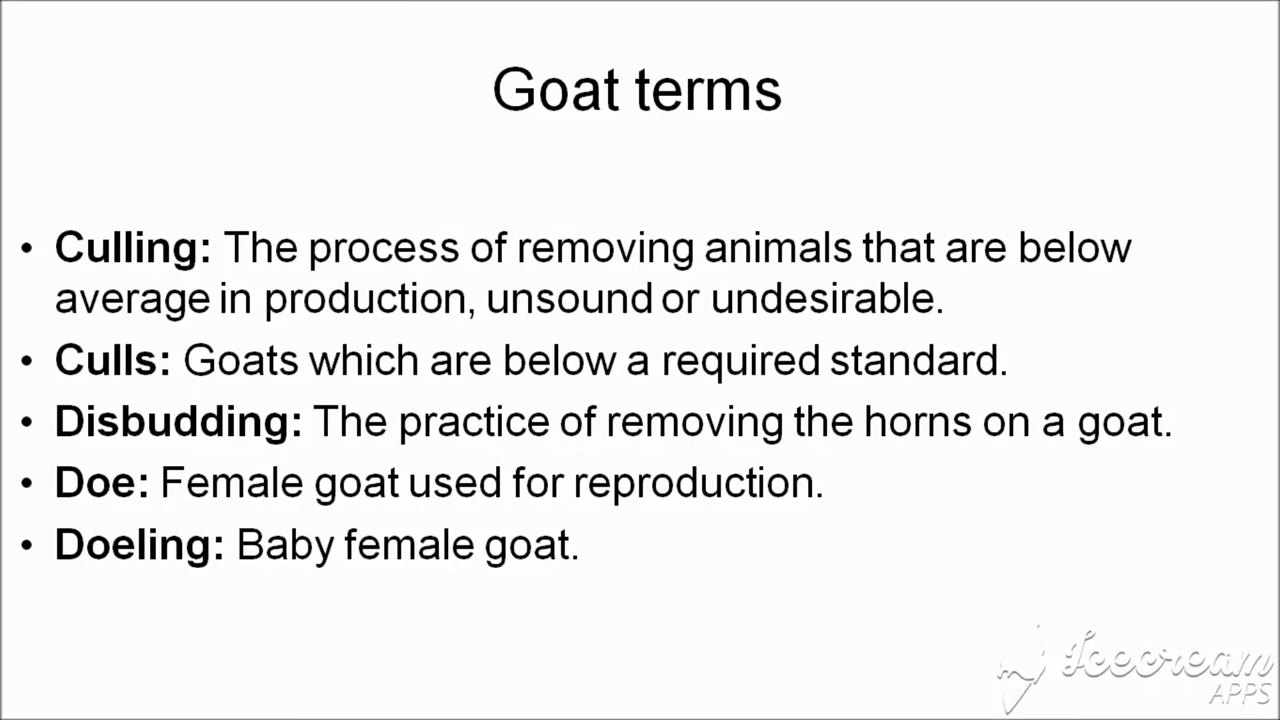 Goat terms
• Culling: The process of removing animals that are below
average in production, unsound or undesirable.
• Culls: Goats which are below a required standard.
• Disbudding: The practice of removing the horns on a goat.
• Doe: Female goat used for reproduction.
• Doeling: Baby female goat.
Icecream
APPS